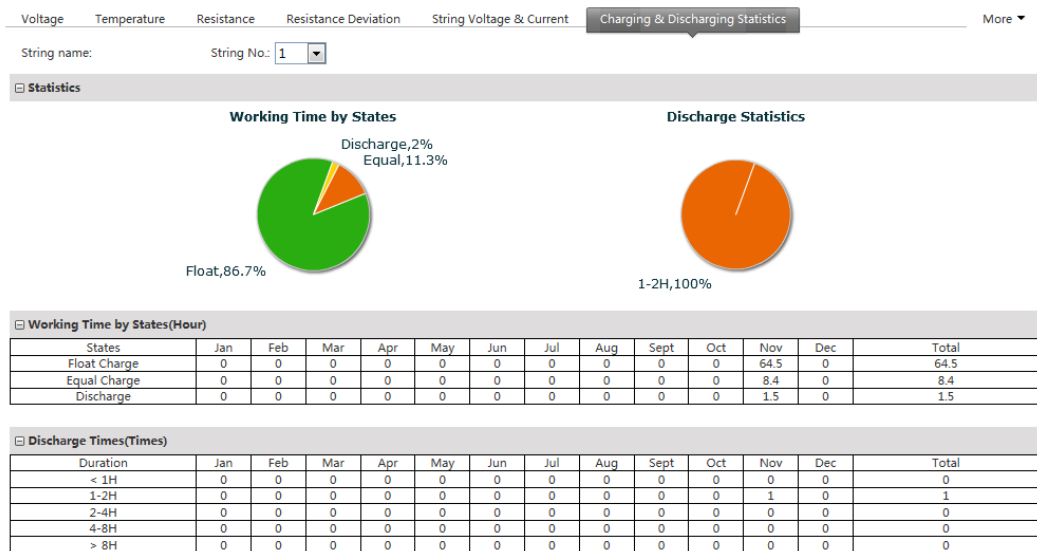 Voltage Temperature Resistance Resistance Deviation String Voltage & Current Charging & Discharging Statistics More
String name: String No.: 1
Statistics
Working Time by States Discharge Statistics
Discharge,2%
Equal,11.3%
Float,86.7%
1-2H,100%
Working Time by States(Hour)
States Jan Feb Mar Apr May Jun Jul Aug Sept Oct Nov Dec Total
Float Charge 0 0 0 0 0 0 0 0 0 0 64.5 0 64.5
Equal Charge 0 0 0 0 0 0 0 0 0 0 8.4 0 8.4
Discharge 0 0 0 0 0 0 0 0 0 0 1.5 0 1.5
Discharge Times(Times)
Duration Jan Feb Mar Apr May Jun Jul Aug Sept Oct Nov Dec Total
< 1H 0 0 0 0 0 0 0 0 0 0 0 0 0
1-2H 0 0 0 0 0 0 0 0 0 0 1 0 1
2-4H 0 0 0 0 0 0 0 0 0 0 0 0 0
4-8H 0 0 0 0 0 0 0 0 0 0 0 0 0
> 8H 0 0 0 0 0 0 0 0 0 0 0 0 0